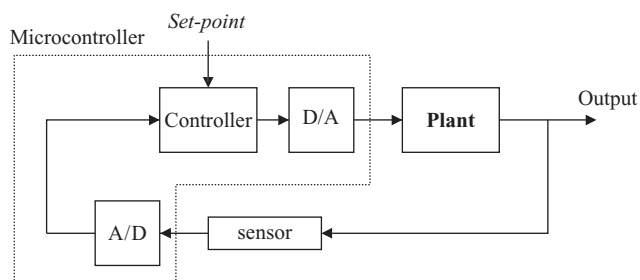 Set-point
Microcontroller
Controller
D/A
Plant
Output
A/D
sensor